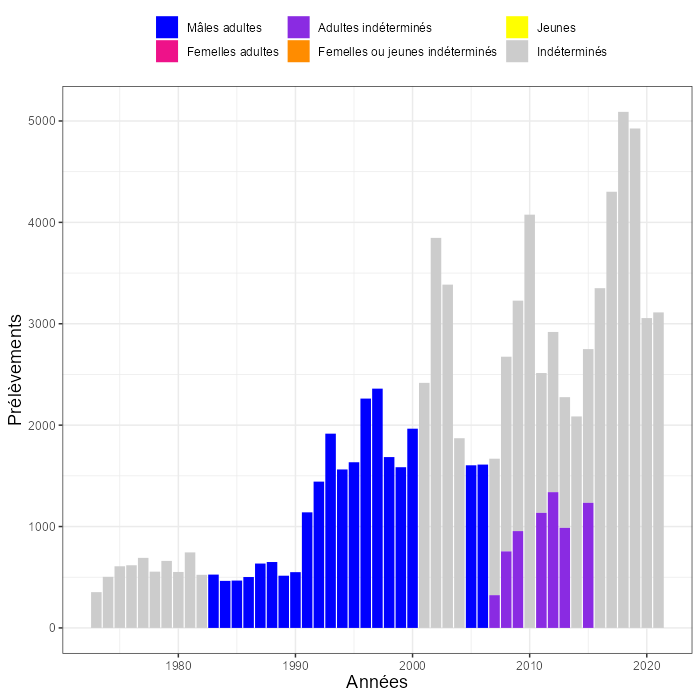 Mâles adultes
Adultes indéterminés
Jeunes
Femelles adultes
Femelles ou jeunes indéterminés
Indéterminés
Prélèvements
5000
4000
3000
2000
1000
0
1980
1990
2000
2010
2020
Années